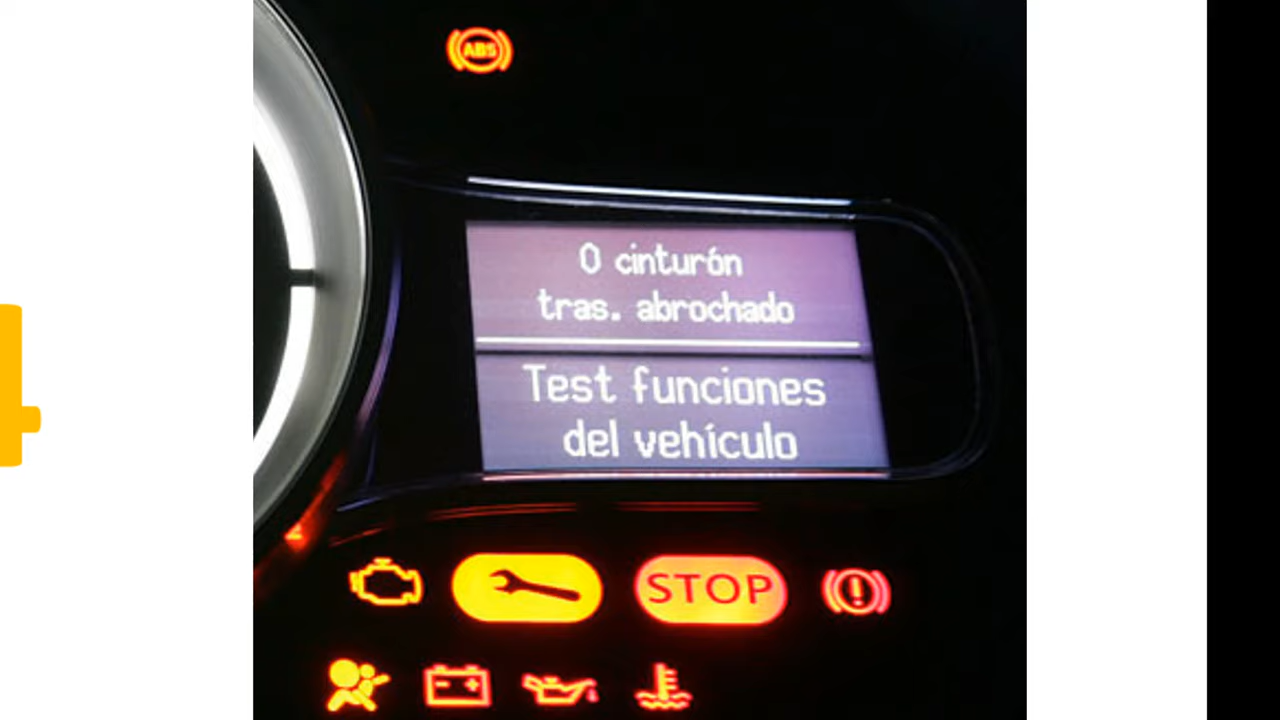 ABS
0 cinturón
tras. abrochado
Test funciones
del vehículo
STOP